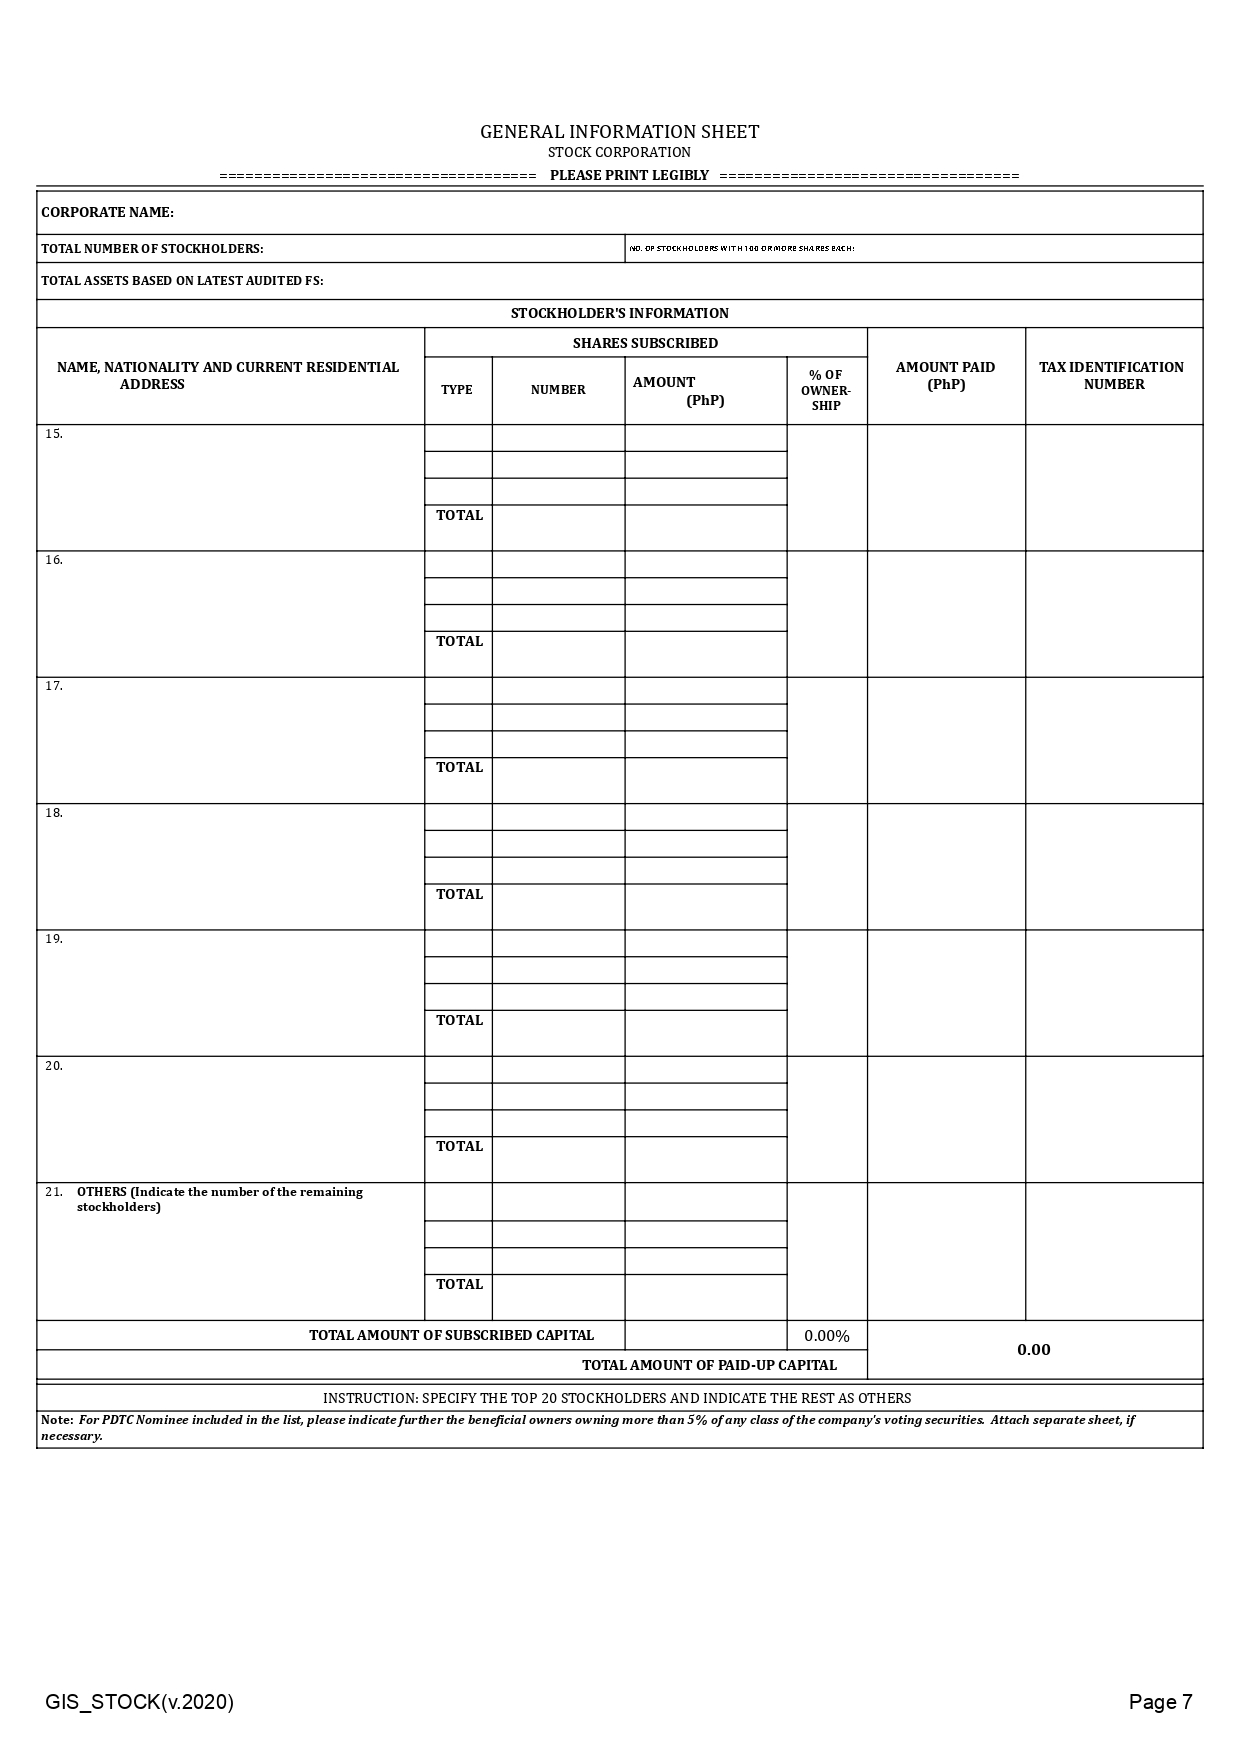 GENERAL INFORMATION SHEET
STOCK CORPORATION
==================================== PLEASE PRINT LEGIBLY ==================================
CORPORATE NAME:
TOTAL NUMBER OF STOCKHOLDERS:
NO. OF STOCKHOLDERS WITH 100 OR MORE SHARES EACH:
TOTAL ASSETS BASED ON LATEST AUDITED FS:
STOCKHOLDER'S INFORMATION
NAME, NATIONALITY AND CURRENT RESIDENTIAL
ADDRESS
SHARES SUBSCRIBED
TYPE
NUMBER
AMOUNT
(PhP)
% OF
OWNER-
SHIP
AMOUNT PAID
(PhP)
TAX IDENTIFICATION
NUMBER
15.
TOTAL
16.
TOTAL
17.
TOTAL
18.
TOTAL
19.
TOTAL
20.
TOTAL
21. OTHERS (Indicate the number of the remaining
stockholders)
TOTAL
TOTAL AMOUNT OF SUBSCRIBED CAPITAL
0.00%
0.00
TOTAL AMOUNT OF PAID-UP CAPITAL
INSTRUCTION: SPECIFY THE TOP 20 STOCKHOLDERS AND INDICATE THE REST AS OTHERS
Note: For PDTC Nominee included in the list, please indicate further the beneficial owners owning more than 5% of any class of the company's voting securities. Attach separate sheet, if
necessary.
GIS_STOCK(v.2020)
Page 7